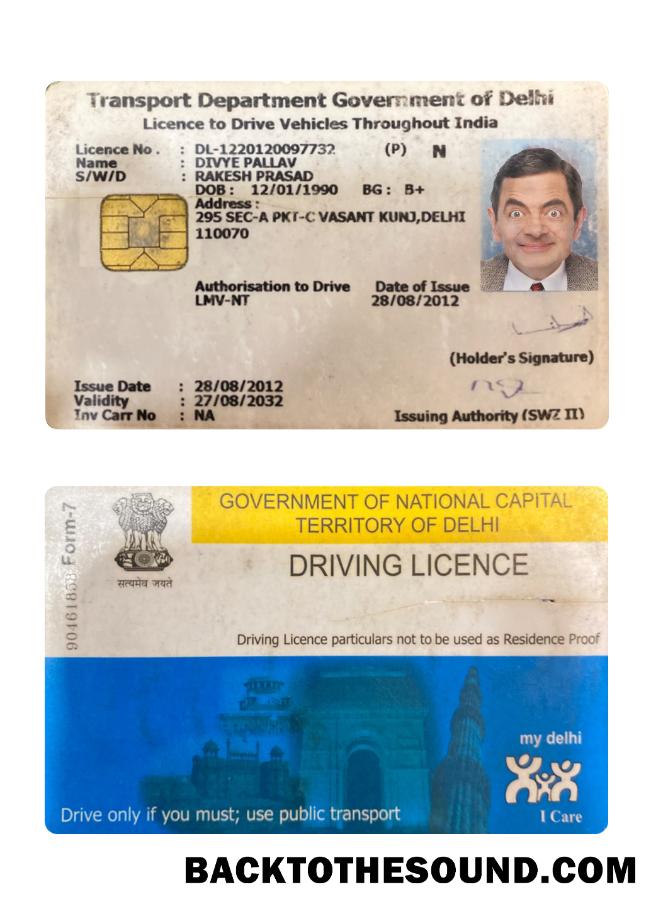 Transport Department Government of Delhi
Licence to Drive Vehicles Throughout India
Licence No. : DL-1220120097732 (P) N
Name : DIVYE PALLAV
S/W/D : RAKESH PRASAD
DOB: 12/01/1990 BG: B+
Address:
295 SEC-A PKT-C VASANT KUNJ,DELHI
110070
Authorisation to Drive Date of Issue
LMV-NT 28/08/2012
(Holder's Signature)
Issue Date : 28/08/2012
Validity : 27/08/2032
Inv Carr No : NA
Issuing Authority (SWZ II)
Form-7
GOVERNMENT OF NATIONAL CAPITAL
TERRITORY OF DELHI
DRIVING LICENCE
सत्यमेव जयते
Driving Licence particulars not to be used as Residence Proof
my delhi
I Care
Drive only if you must; use public transport
BACKTOTHESOUND.COM